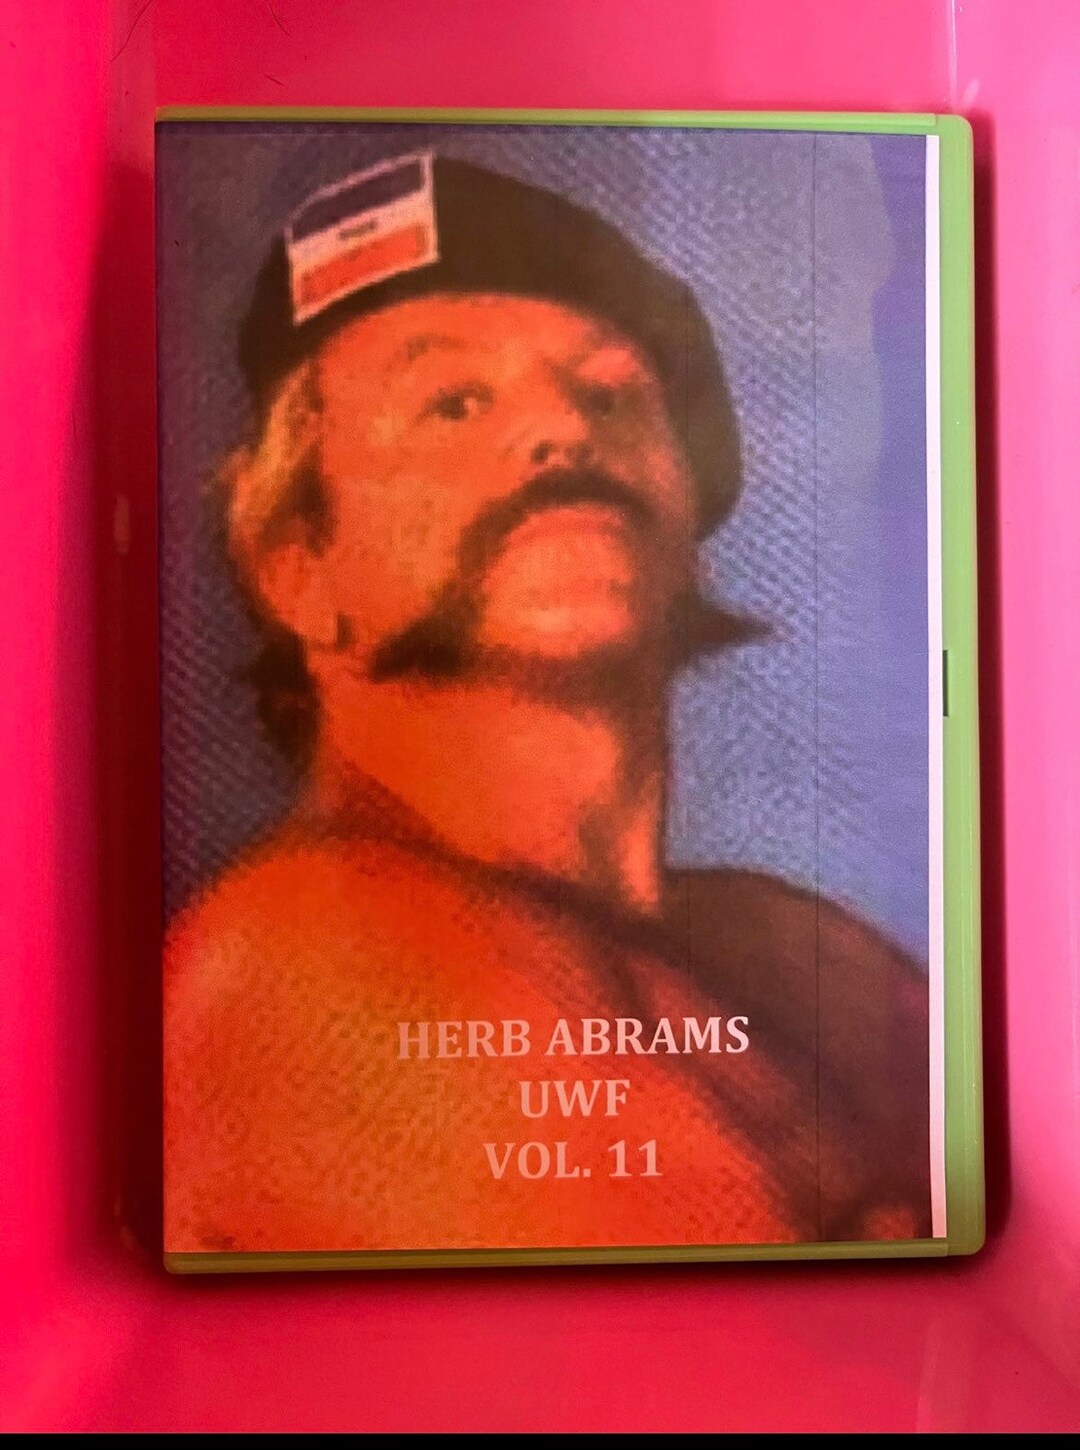 HERB ABRAMS
UWF
VOL. 11